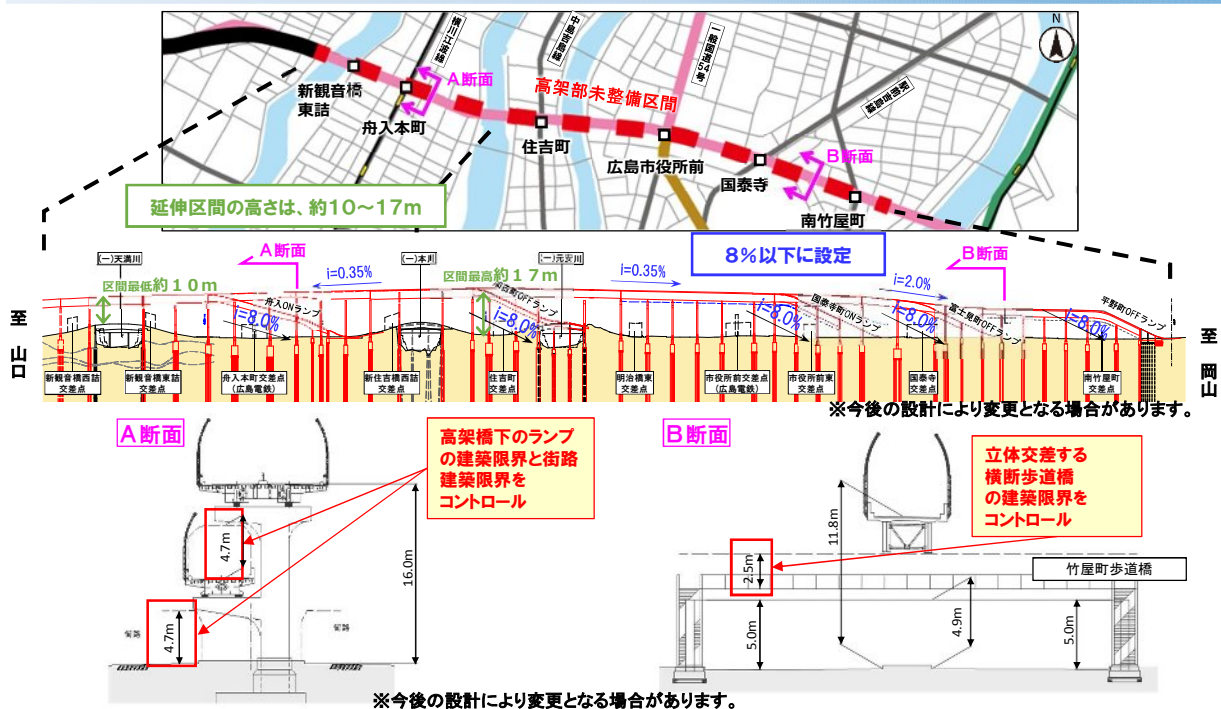 N
横川江波線
中島吉島線
一般国道54号
駅前吉島線
A断面
高架部未整備区間
新観音橋
東詰
舟入本町
住吉町
広島市役所前
B断面
国泰寺
南竹屋町
延伸区間の高さは、約10～17m
8%以下に設定
A断面
B断面
(一)天満川
(一)本川
(一)元安川
区間最低約10m
i=0.35%
区間最高約17m
i=0.35%
i=2.0%
舟入ONランプ
住吉町OFFランプ
国泰寺町ONランプ
富士見町OFFランプ
平野町OFFランプ
i=8.0%
i=8.0%
i=8.0%
i=8.0%
i=8.0%
至 山口
至 岡山
新観音橋西詰
交差点
新観音橋東詰
交差点
舟入本町交差点
(広島電鉄)
新住吉橋西詰
交差点
住吉町
交差点
明治橋東
交差点
市役所前交差点
(広島電鉄)
市役所前東
交差点
国泰寺
交差点
南竹屋町
交差点
※今後の設計により変更となる場合があります。
A断面
高架橋下のランプ
の建築限界と街路
建築限界を
コントロール
4.7m
16.0m
4.7m
街路
街路
B断面
立体交差する
横断歩道橋
の建築限界を
コントロール
11.8m
2.5m
竹屋町歩道橋
5.0m
4.9m
5.0m
※今後の設計により変更となる場合があります。